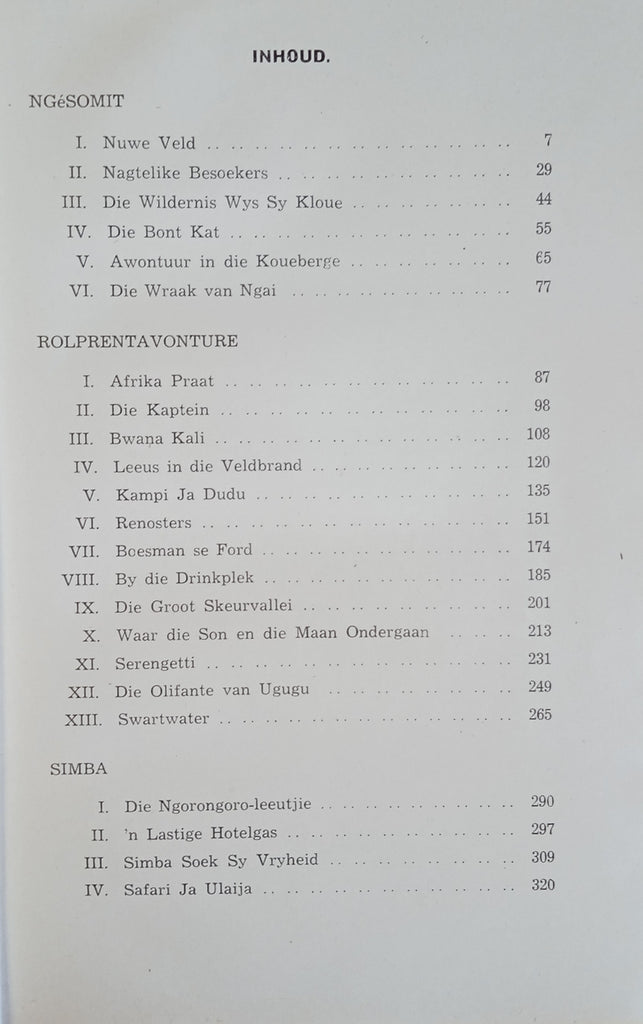 INHOUD.
NGéSOMIT
I. Nuwe Veld .. .. .. .. .. .. .. .. .. .. .. .. .. 7
II. Nagtelike Besoekers .. .. .. .. .. .. .. .. .. .. 29
III. Die Wildernis Wys Sy Kloue .. .. .. .. .. .. .. 44
IV. Die Bont Kat .. .. .. .. .. .. .. .. .. .. .. .. 55
V. Awontuur in die Koueberge .. .. .. .. .. .. .. 65
VI. Die Wraak van Ngai .. .. .. .. .. .. .. .. .. 77
ROLPRENTAVONTURE
I. Afrika Praat .. .. .. .. .. .. .. .. .. .. .. .. 87
II. Die Kaptein .. .. .. .. .. .. .. .. .. .. .. .. 98
III. Bwana Kali .. .. .. .. .. .. .. .. .. .. .. .. 108
IV. Leeus in die Veldbrand .. .. .. .. .. .. .. .. 120
V. Kampi Ja Dudu .. .. .. .. .. .. .. .. .. .. .. 135
VI. Renosters .. .. .. .. .. .. .. .. .. .. .. .. .. 151
VII. Boesman se Ford .. .. .. .. .. .. .. .. .. .. 174
VIII. By die Drinkplek .. .. .. .. .. .. .. .. .. .. 185
IX. Die Groot Skeurvallei .. .. .. .. .. .. .. .. .. 201
X. Waar die Son en die Maan Ondergaan .. .. .. 213
XI. Serengetti .. .. .. .. .. .. .. .. .. .. .. .. .. 231
XII. Die Olifante van Ugugu .. .. .. .. .. .. .. .. 249
XIII. Swartwater .. .. .. .. .. .. .. .. .. .. .. .. 265
SIMBA
I. Die Ngorongoro-leeutjie .. .. .. .. .. .. .. .. 290
II. 'n Lastige Hotelgas .. .. .. .. .. .. .. .. .. .. 297
III. Simba Soek Sy Vryheid .. .. .. .. .. .. .. .. 309
IV. Safari Ja Ulaija .. .. .. .. .. .. .. .. .. .. .. 320